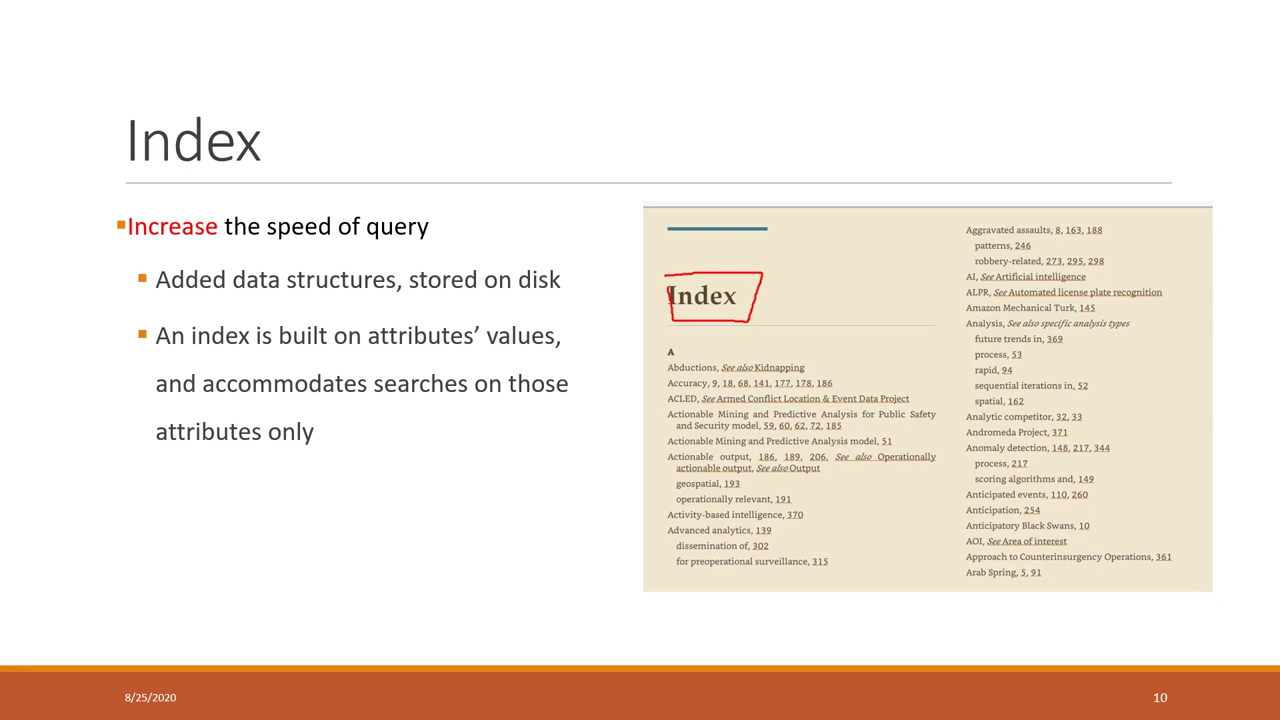 Index
Increase the speed of query
Added data structures, stored on disk
An index is built on attributes’ values,
and accommodates searches on those
attributes only
Index
A
Abductions, See also Kidnapping
Accuracy, 9, 18, 68, 141, 177, 178, 186
ACLED, See Armed Conflict Location & Event Data Project
Actionable Mining and Predictive Analysis for Public Safety
and Security model, 59, 60, 62, 72, 185
Actionable Mining and Predictive Analysis model, 51
Actionable output, 186, 189, 206, See also Operationally
actionable output, See also Output
geospatial, 193
operationally relevant, 191
Activity-based intelligence, 370
Advanced analytics, 139
dissemination of, 302
for preoperational surveillance, 315
Aggravated assaults, 8, 163, 188
patterns, 246
robbery-related, 273, 295, 298
AI, See Artificial intelligence
ALPR, See Automated license plate recognition
Amazon Mechanical Turk, 145
Analysis, See also specific analysis types
future trends in, 369
process, 53
rapid, 94
sequential iterations in, 52
spatial, 162
Analytic competitor, 32, 33
Andromeda Project, 371
Anomaly detection, 148, 217, 344
process, 217
scoring algorithms and, 149
Anticipated events, 110, 260
Anticipation, 254
Anticipatory Black Swans, 10
AOI, See Area of interest
Approach to Counterinsurgency Operations, 361
Arab Spring, 5, 91
8/25/2020
10